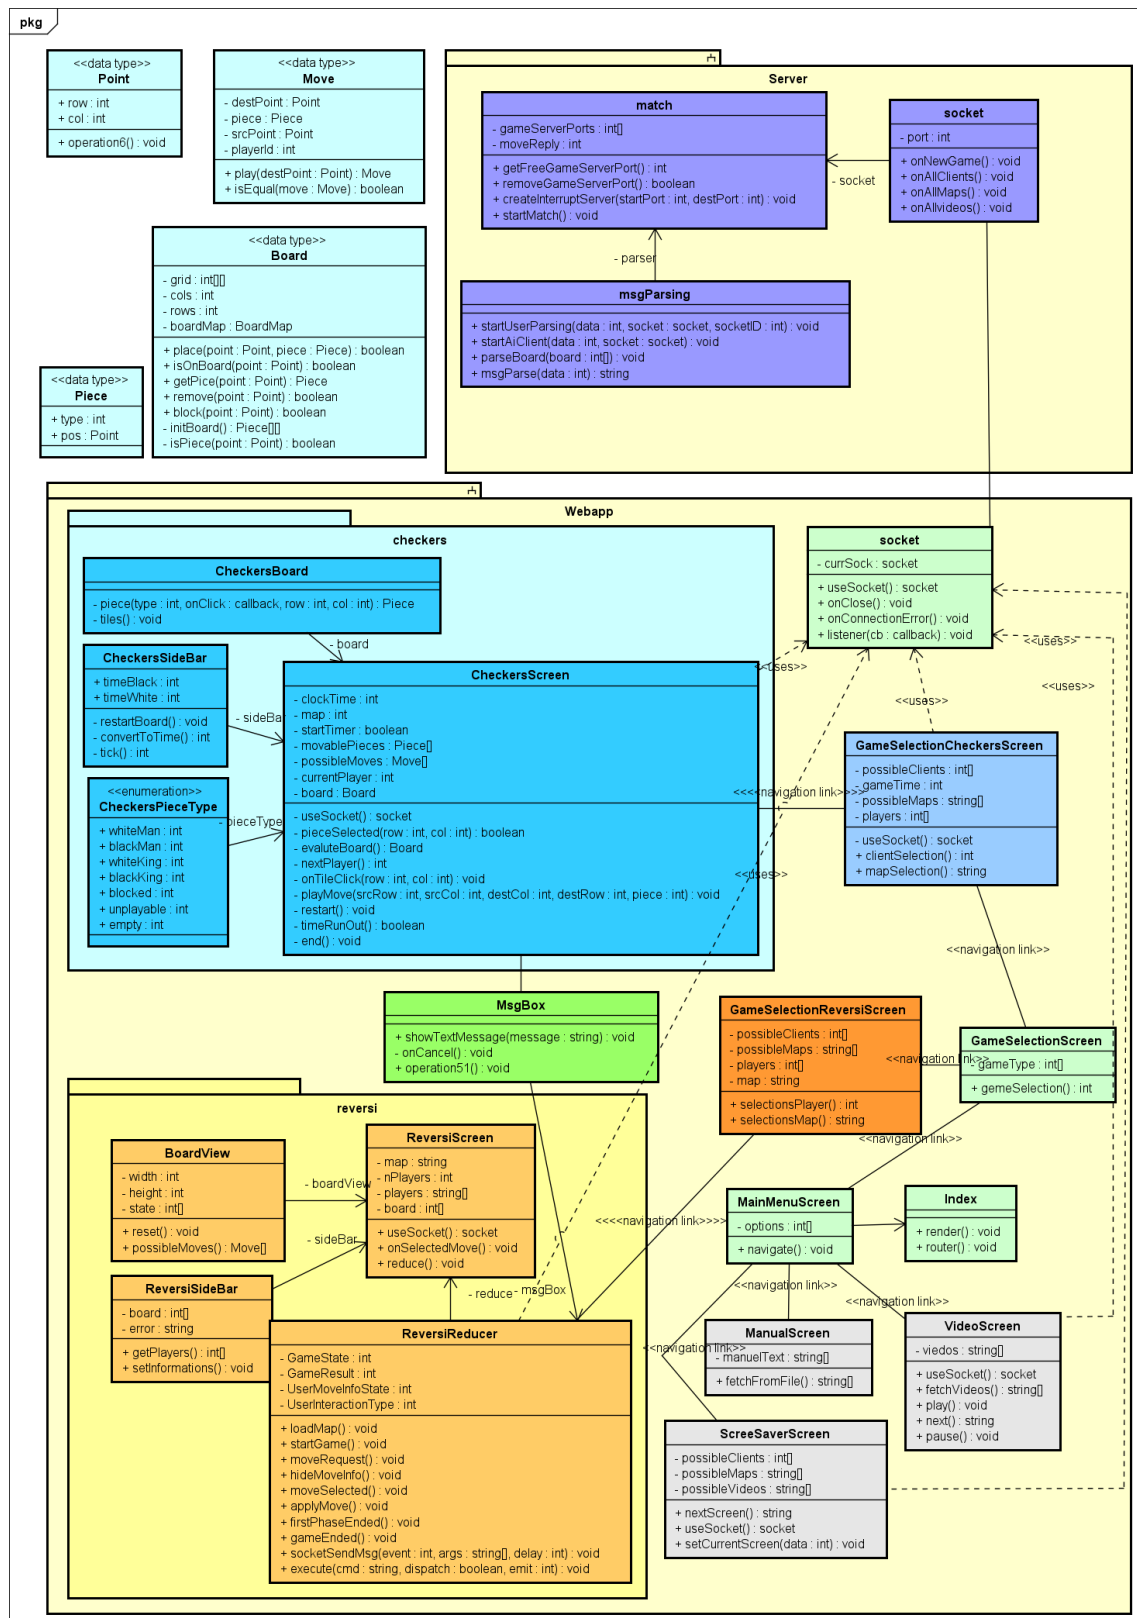 pkg
<<data type>>
Point
+ row : int
+ col : int
+ operation6() : void
<<data type>>
Move
- destPoint : Point
- piece : Piece
- srcPoint : Point
- playerId : int
+ play(destPoint : Point) : Move
+ isEqual(move : Move) : boolean
<<data type>>
Board
- grid : int[][]
- cols : int
- rows : int
- boardMap : BoardMap
+ place(point : Point, piece : Piece) : boolean
+ isOnBoard(point : Point) : boolean
+ getPice(point : Point) : Piece
+ remove(point : Point) : boolean
+ block(point : Point) : boolean
- initBoard() : Piece[][]
- isPiece(point : Point) : boolean
<<data type>>
Piece
+ type : int
+ pos : Point
Server
match
- gameServerPorts : int[]
- moveReply : int
+ getFreeGameServerPort() : int
+ removeGameServerPort() : boolean
+ createInterruptServer(startPort : int, destPort : int) : void
+ startMatch() : void
socket
- port : int
+ onNewGame() : void
+ onAllClients() : void
+ onAllMaps() : void
+ onAllvideos() : void
- socket
- parser
msgParsing
+ startUserParsing(data : int, socket : socket, socketID : int) : void
+ startAiClient(data : int, socket : socket) : void
+ parseBoard(board : int[]) : void
+ msgParse(data : int) : string
Webapp
checkers
CheckersBoard
- piece(type : int, onClick : callback, row : int, col : int) : Piece
- tiles() : void
- board
CheckersSideBar
+ timeBlack : int
+ timeWhite : int
- restartBoard() : void
- convertToTime() : int
- tick() : int
- sideBar
<<enumeration>>
CheckersPieceType
+ whiteMan : int
+ blackMan : int
+ whiteKing : int
+ blackKing : int
+ blocked : int
+ unplayable : int
+ empty : int
- pieceType
CheckersScreen
- clockTime : int
- map : int
- startTimer : boolean
- movablePieces : Piece[]
- possibleMoves : Move[]
- currentPlayer : int
- board : Board
- useSocket() : socket
- pieceSelected(row : int, col : int) : boolean
- evaluteBoard() : Board
- nextPlayer() : int
- onTileClick(row : int, col : int) : void
- playMove(srcRow : int, srcCol : int, destCol : int, destRow : int, piece : int) : void
- restart() : void
- timeRunOut() : boolean
- end() : void
socket
- currSock : socket
+ useSocket() : socket
+ onClose() : void
+ onConnectionError() : void
+ listener(cb : callback) : void
<<uses>>
<<uses>>
<<uses>>
<<uses>>
<<uses>>
GameSelectionCheckersScreen
- possibleClients : int[]
- gameTime : int
- possibleMaps : string[]
- players : int[]
- useSocket() : socket
+ clientSelection() : int
+ mapSelection() : string
<<<<navigation link>>>>
<<navigation link>>
MsgBox
+ showTextMessage(message : string) : void
- onCancel() : void
+ operation51() : void
GameSelectionReversiScreen
- possibleClients : int[]
- possibleMaps : string[]
- players : int[]
- map : string
+ selectionsPlayer() : int
+ selectionsMap() : string
<<navigation link>>
GameSelectionScreen
- gameType : int[]
+ gemeSelection() : int
<<navigation link>>
reversi
BoardView
- width : int
- height : int
- state : int[]
+ reset() : void
+ possibleMoves() : Move[]
- boardView
ReversiScreen
- map : string
- nPlayers : int
- players : string[]
- board : int[]
+ useSocket() : socket
+ onSelectedMove() : void
+ reduce() : void
- sideBar
ReversiSideBar
- board : int[]
- error : string
+ getPlayers() : int[]
+ setInformations() : void
- reduce
- msgBox
ReversiReducer
- GameState : int
- GameResult : int
- UserMoveInfoState : int
- UserInteractionType : int
+ loadMap() : void
+ startGame() : void
+ moveRequest() : void
+ hideMoveInfo() : void
+ moveSelected() : void
+ applyMove() : void
+ firstPhaseEnded() : void
+ gameEnded() : void
+ socketSendMsg(event : int, args : string[], delay : int) : void
+ execute(cmd : string, dispatch : boolean, emit : int) : void
<<<<navigation link>>>>
MainMenuScreen
- options : int[]
+ navigate() : void
Index
+ render() : void
+ router() : void
<<navigation link>>
<<navigation link>>
<<navigation link>>
ManualScreen
- manuelText : string[]
+ fetchFromFile() : string[]
VideoScreen
- viedos : string[]
+ useSocket() : socket
+ fetchVideos() : string[]
+ play() : void
+ next() : string
+ pause() : void
ScreeSaverScreen
- possibleClients : int[]
- possibleMaps : string[]
- possibleVideos : string[]
+ nextScreen() : string
+ useSocket() : socket
+ setCurrentScreen(data : int) : void